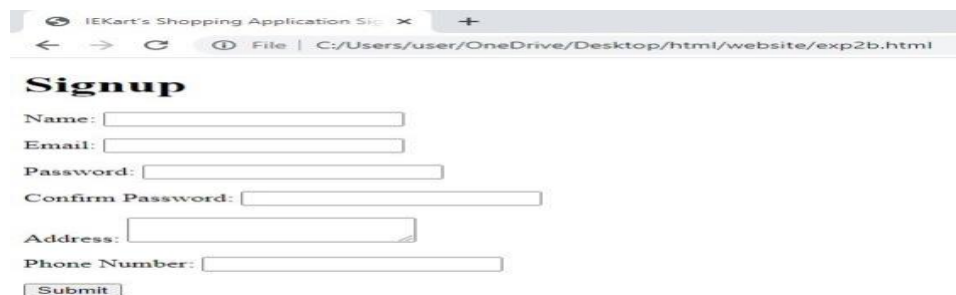 IEKart's Shopping Application Sig
File | C:/Users/user/OneDrive/Desktop/html/website/exp2b.html
Signup
Name:
Email:
Password:
Confirm Password:
Address:
Phone Number:
Submit